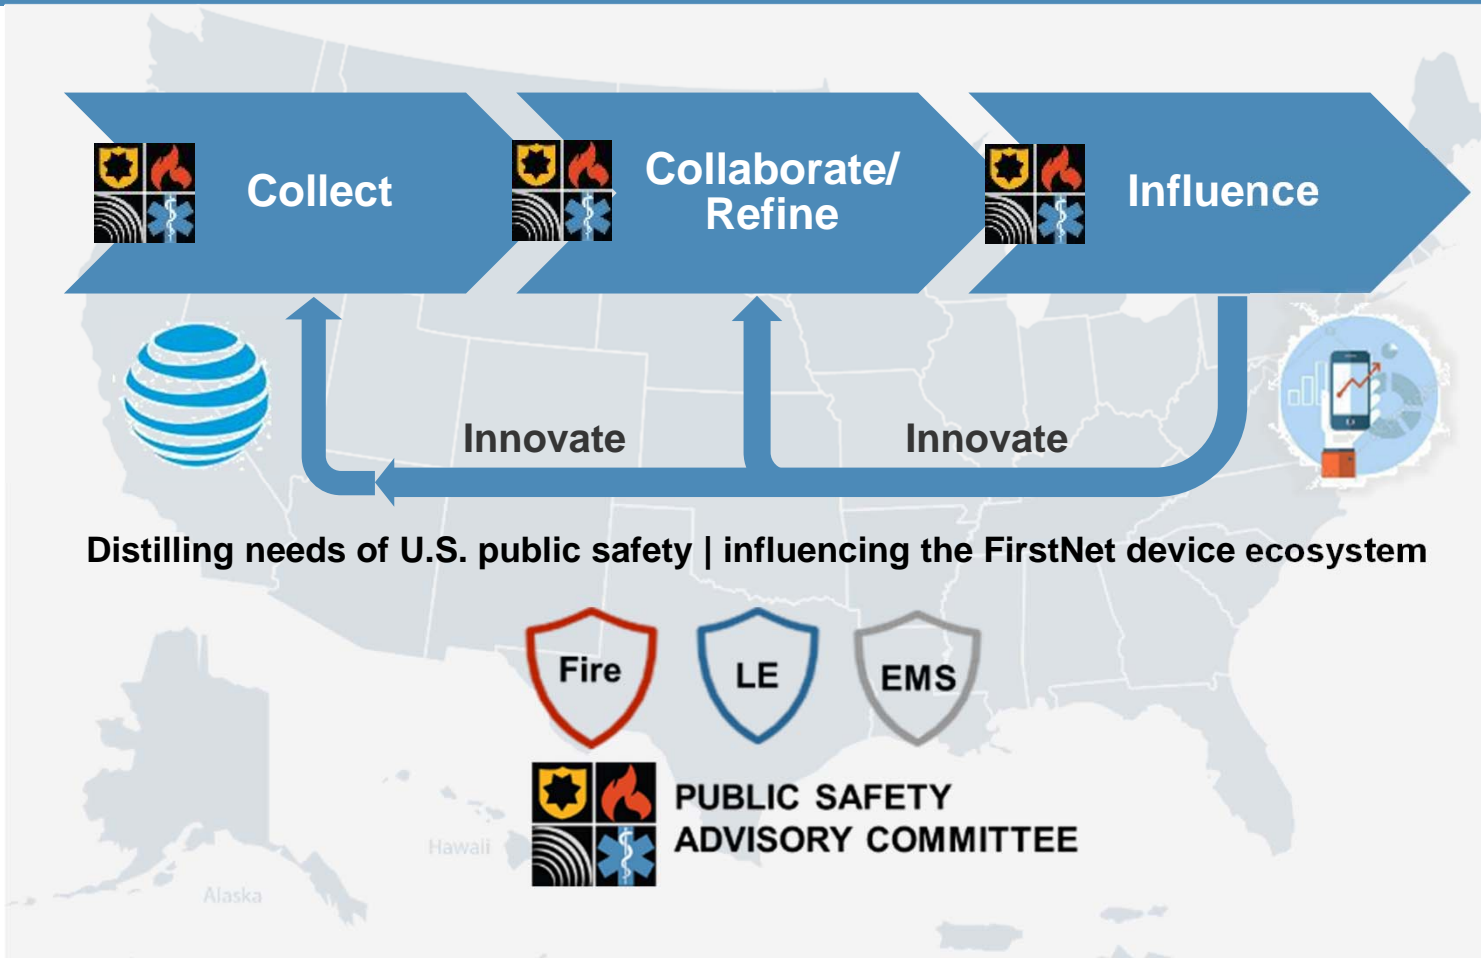 Collect
Collaborate/
Refine
Influence
Innovate
Innovate
Distilling needs of U.S. public safety | influencing the FirstNet device ecosystem
Fire
LE
EMS
PUBLIC SAFETY
ADVISORY COMMITTEE
Hawaii
Alaska